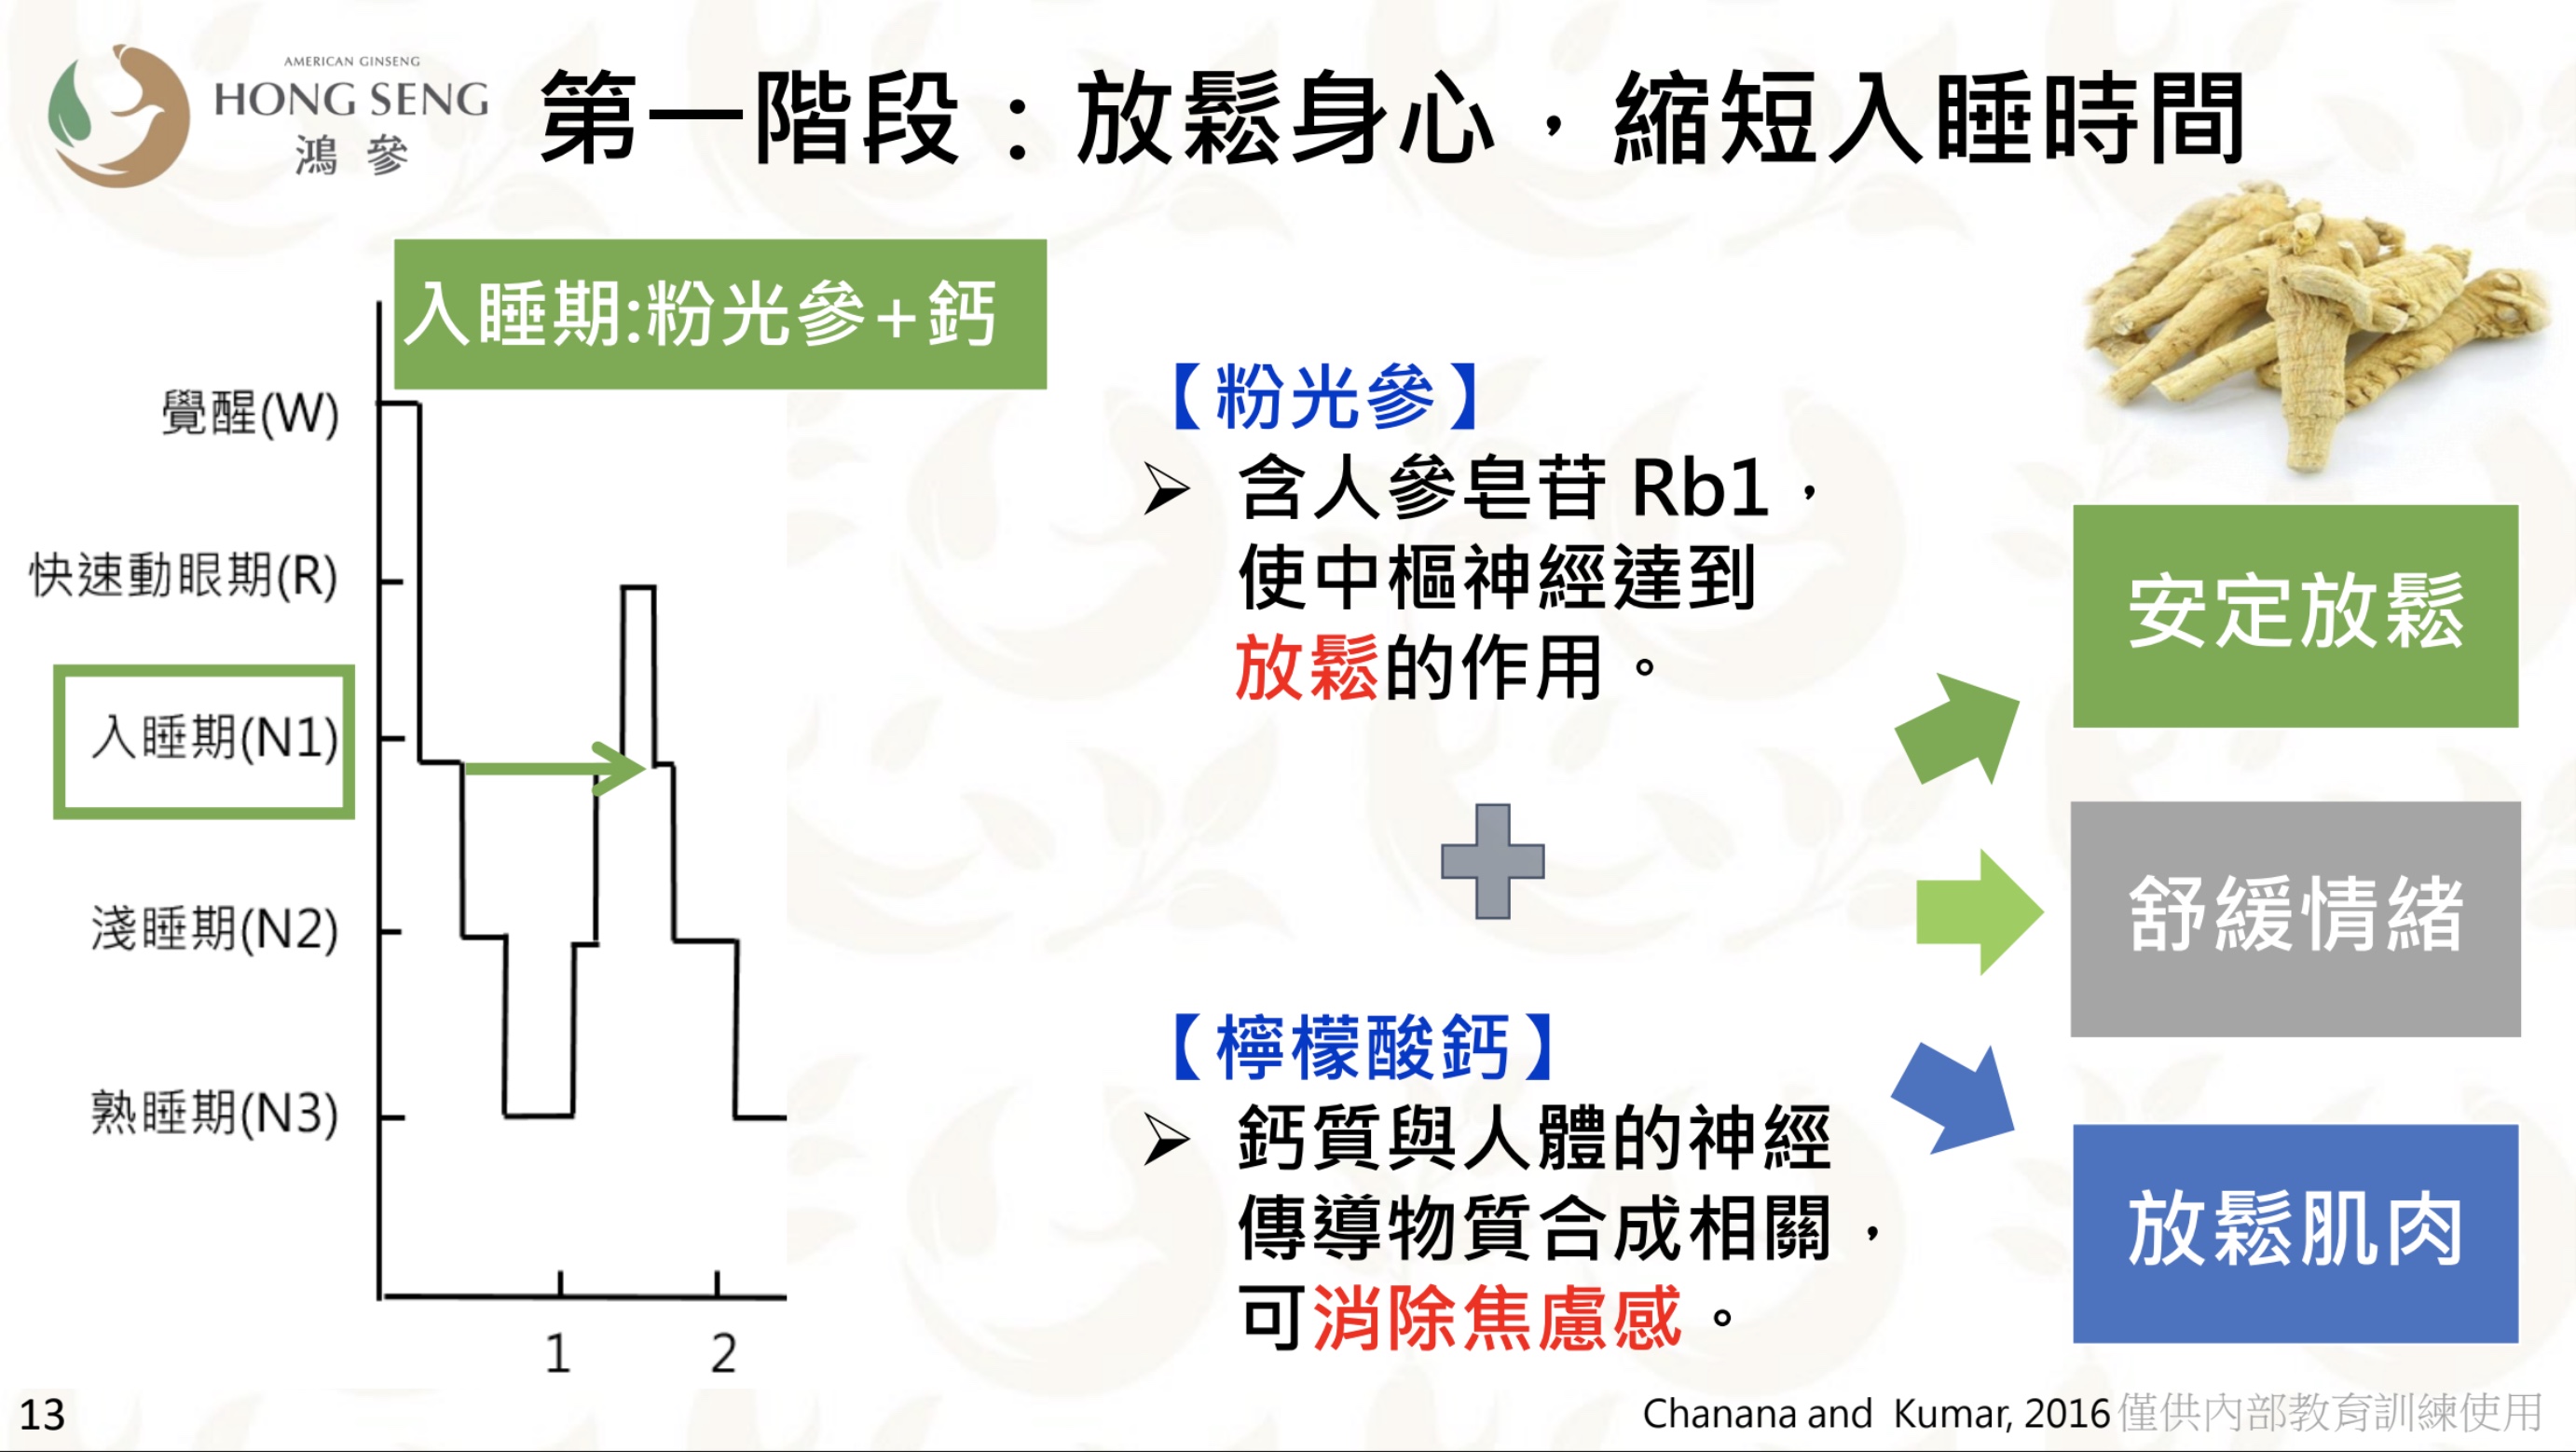 AMERICAN GINSENG
HONG SENG
鴻參
第一階段：放鬆身心，縮短入睡時間
入睡期:粉光參+鈣
覺醒(W)
快速動眼期(R)
入睡期(N1)
淺睡期(N2)
熟睡期(N3)
1 2
【粉光參】
➢ 含人參皂苷 Rb1，
使中樞神經達到
放鬆的作用。
【檸檬酸鈣】
➢ 鈣質與人體的神經
傳導物質合成相關，
可消除焦慮感。
安定放鬆
舒緩情緒
放鬆肌肉
13
Chanana and Kumar, 2016
僅供內部教育訓練使用